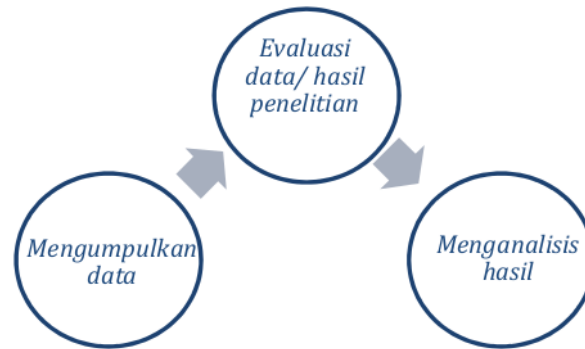 Evaluasi
data/ hasil
penelitian
Mengumpulkan
data
Menganalisis
hasil